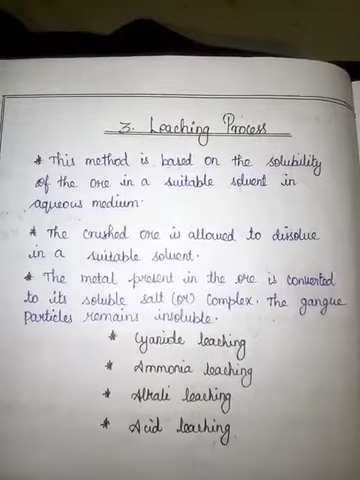 3. Leaching Process
* This method is based on the solubility
of the ore in a suitable solvent in
aqueous medium.
* The crushed ore is allowed to dissolve
in a suitable solvent.
* The metal present in the ore is converted
to its soluble salt (or) Complex. The gangue
Particles remains insoluble.
* Cyanide leaching
* Ammonia leaching
* Alkali leaching
* Acid leaching